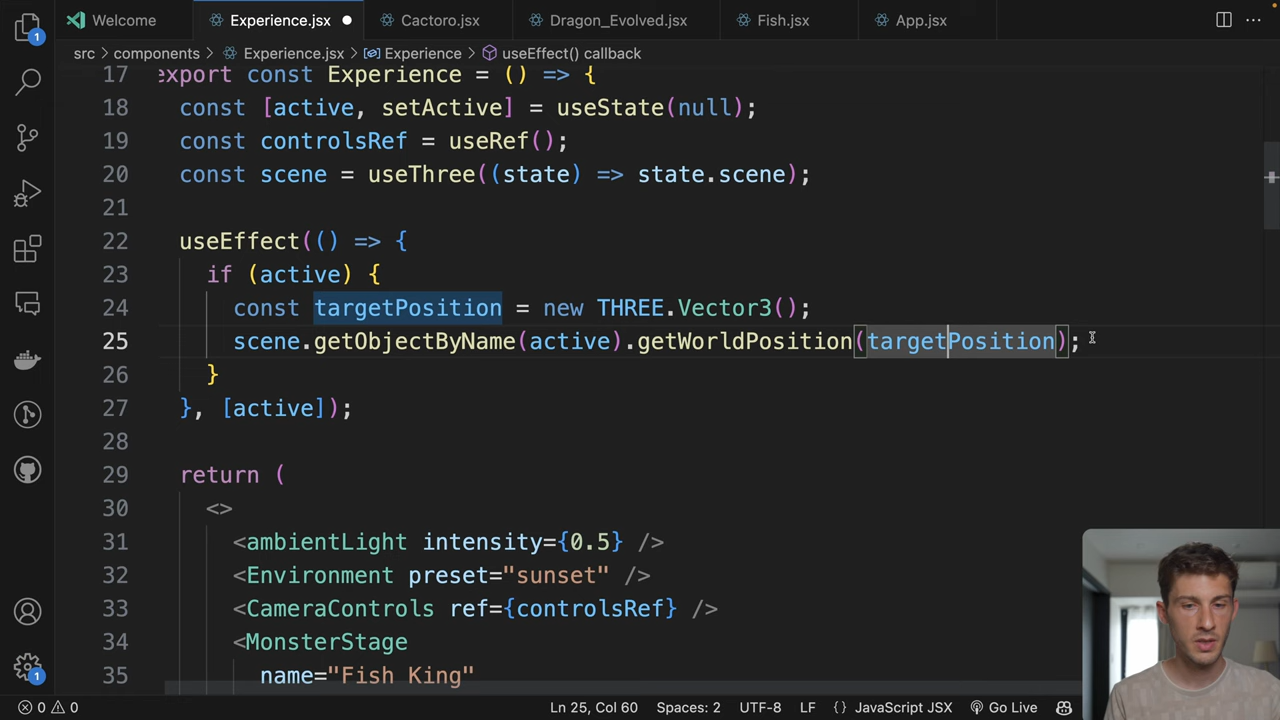 Welcome Experience.jsx Cactoro.jsx Dragon_Evolved.jsx Fish.jsx App.jsx
src components Experience.jsx Experience useEffect() callback
17 export const Experience = () => {
18 const [active, setActive] = useState(null);
19 const controlsRef = useRef();
20 const scene = useThree((state) => state.scene);
21
22 useEffect(() => {
23 if (active) {
24 const targetPosition = new THREE.Vector3();
25 scene.getObjectByName(active).getWorldPosition(targetPosition);
26 }
27 }, [active]);
28
29 return (
30 <>
31 <ambientLight intensity={0.5} />
32 <Environment preset="sunset" />
33 <CameraControls ref={controlsRef} />
34 <MonsterStage
35 name="Fish King"
1
1
0 0 Ln 25, Col 60 Spaces: 2 UTF-8 LF {} JavaScript JSX Go Live